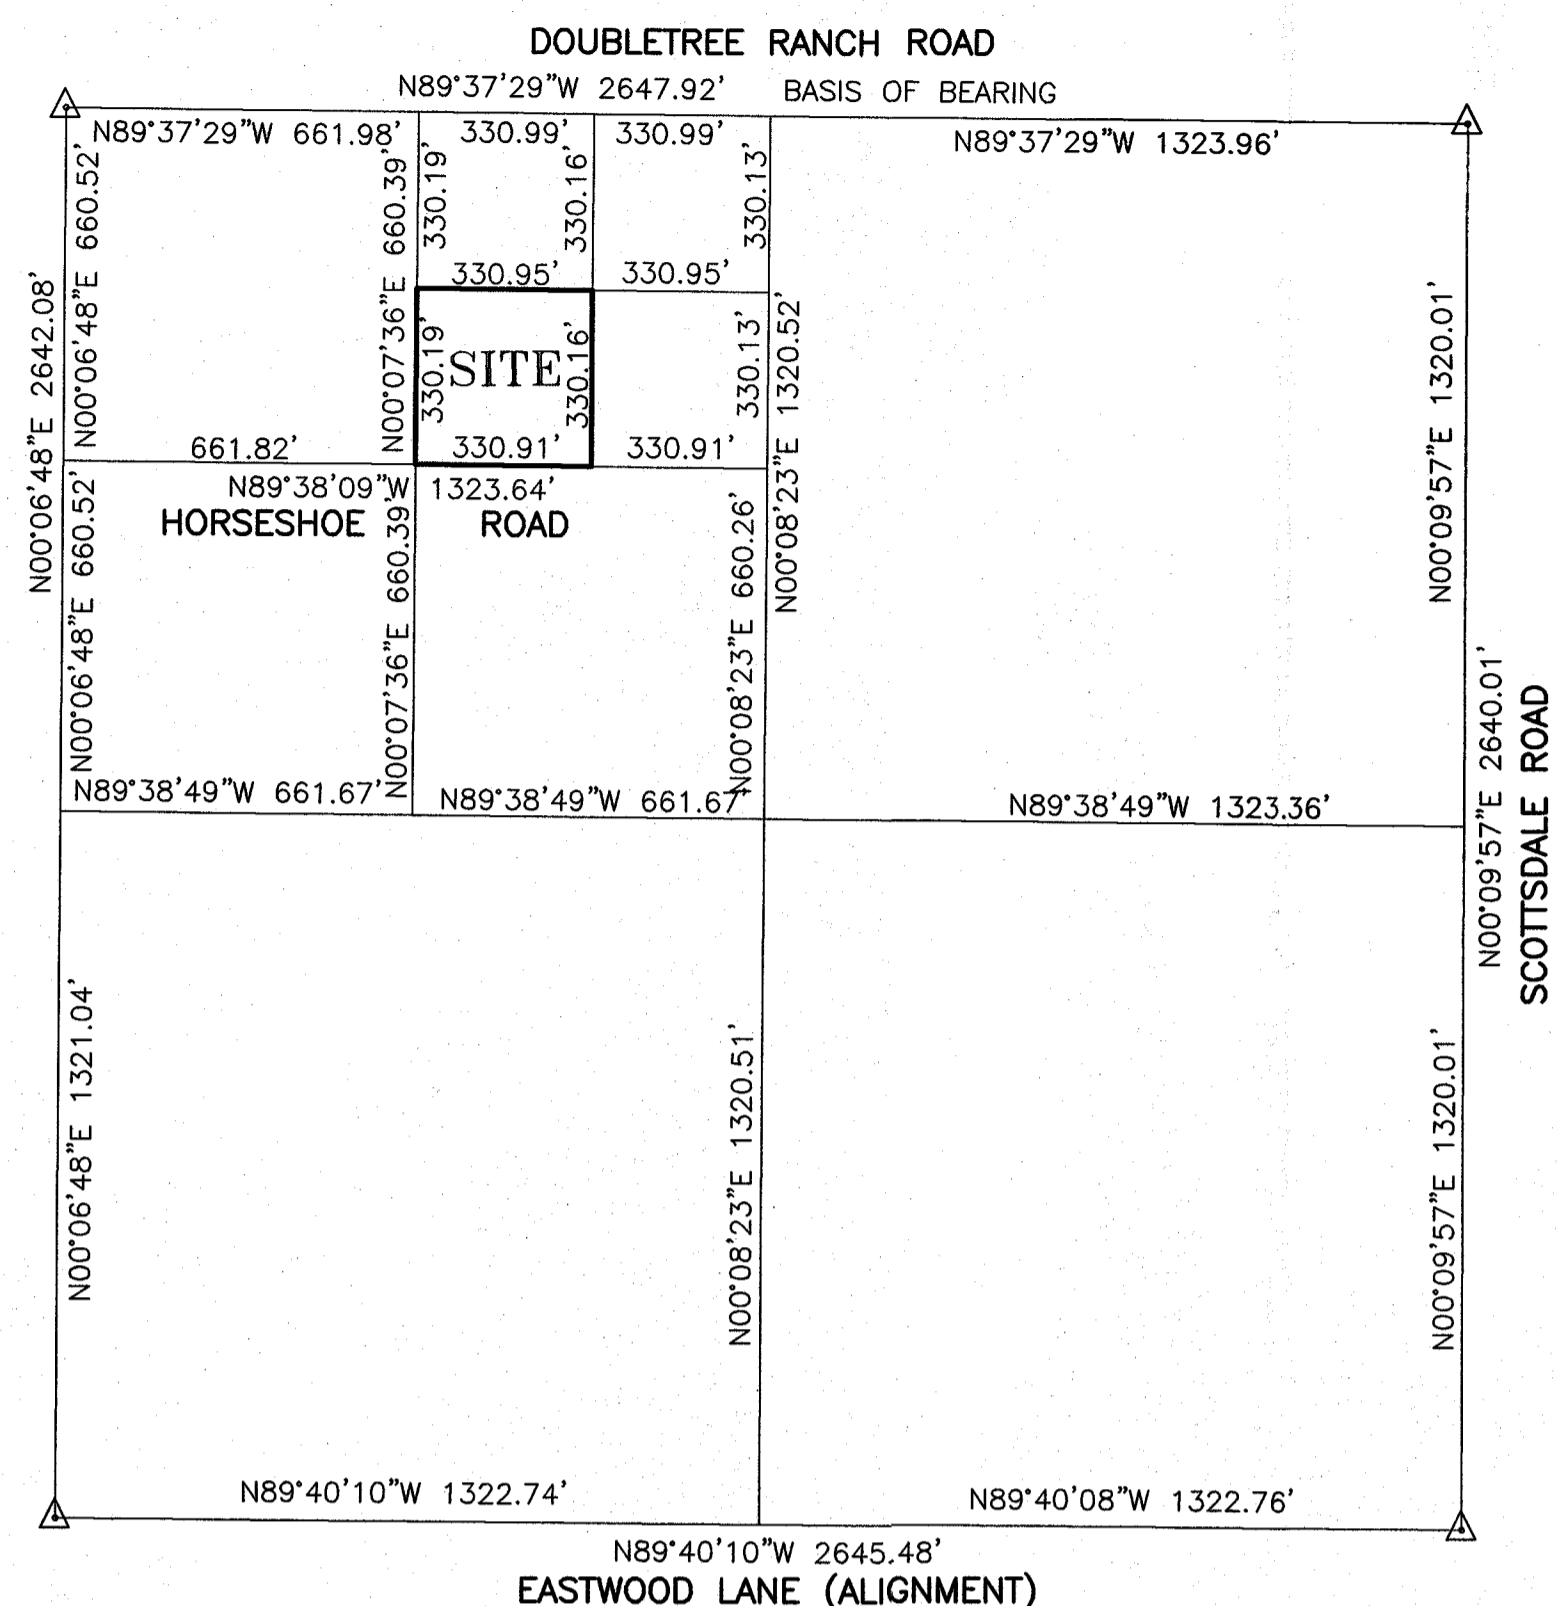 DOUBLETREE RANCH ROAD
N89°37'29"W 2647.92' BASIS OF BEARING
N89°37'29"W 661.98'
330.99'
330.99'
N89°37'29"W 1323.96'
N00°06'48"E 660.52'
N00°07'36"E 660.39'
330.19'
330.16'
330.13'
330.95'
330.95'
N00°06'48"E 2642.08'
330.19'
SITE
330.16'
330.13'
N00°08'23"E 1320.52'
N00°09'57"E 1320.01'
661.82'
330.91'
330.91'
N89°38'09"W 1323.64'
HORSESHOE ROAD
N00°06'48"E 660.52'
N00°07'36"E 660.39'
N00°08'23"E 660.26'
N00°09'57"E 2640.01'
SCOTTSDALE ROAD
N89°38'49"W 661.67'
N89°38'49"W 661.67'
N89°38'49"W 1323.36'
N00°06'48"E 1321.04'
N00°08'23"E 1320.51'
N00°09'57"E 1320.01'
N89°40'10"W 1322.74'
N89°40'08"W 1322.76'
N89°40'10"W 2645.48'
EASTWOOD LANE (ALIGNMENT)